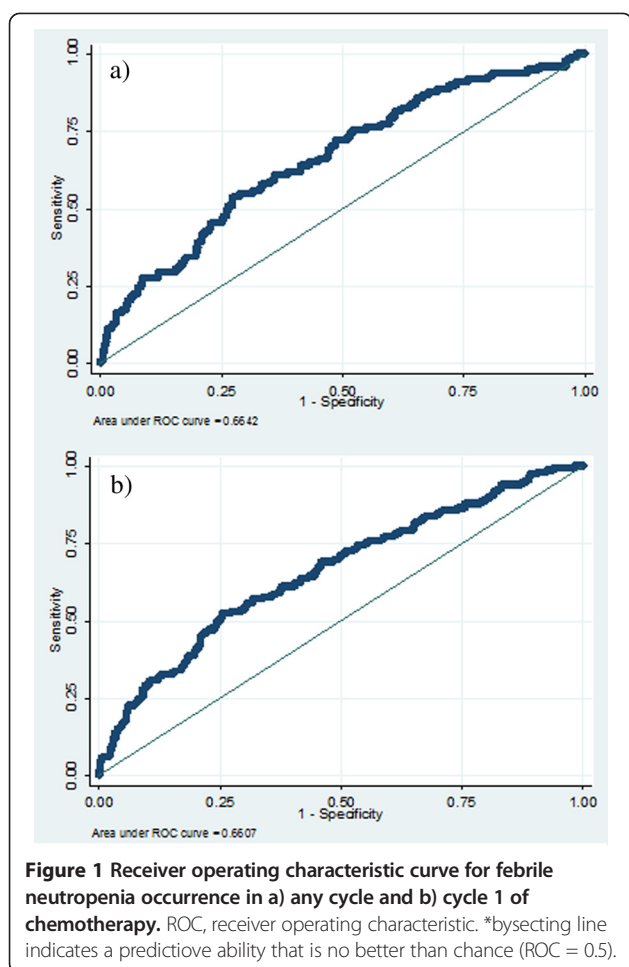 a)
1.00
0.75
0.50
0.25
0.00
Sensitivity
0.00 0.25 0.50 0.75 1.00
1 - Specificity
Area under ROC curve = 0.6642
b)
1.00
0.75
0.50
0.25
0.00
Sensitivity
0.00 0.25 0.50 0.75 1.00
1 - Specificity
Area under ROC curve = 0.6607
Figure 1 Receiver operating characteristic curve for febrile
neutropenia occurrence in a) any cycle and b) cycle 1 of
chemotherapy. ROC, receiver operating characteristic. *bysecting line
indicates a predictiove ability that is no better than chance (ROC = 0.5).